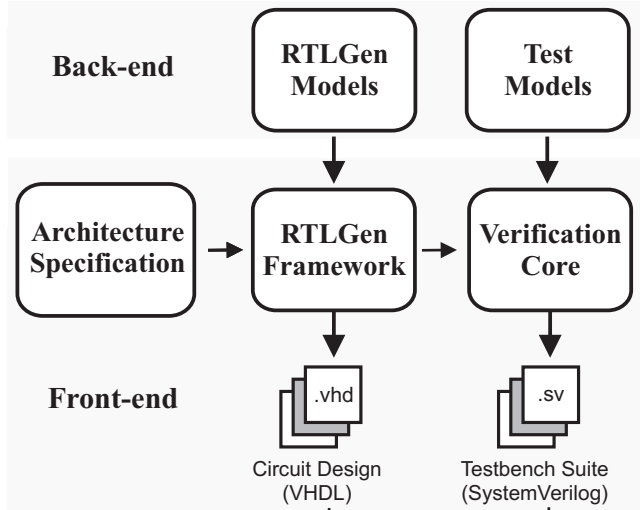 Back-end
RTLGen
Models
Test
Models
Architecture
Specification
RTLGen
Framework
Verification
Core
Front-end
.vhd
.sv
Circuit Design
(VHDL)
Testbench Suite
(SystemVerilog)